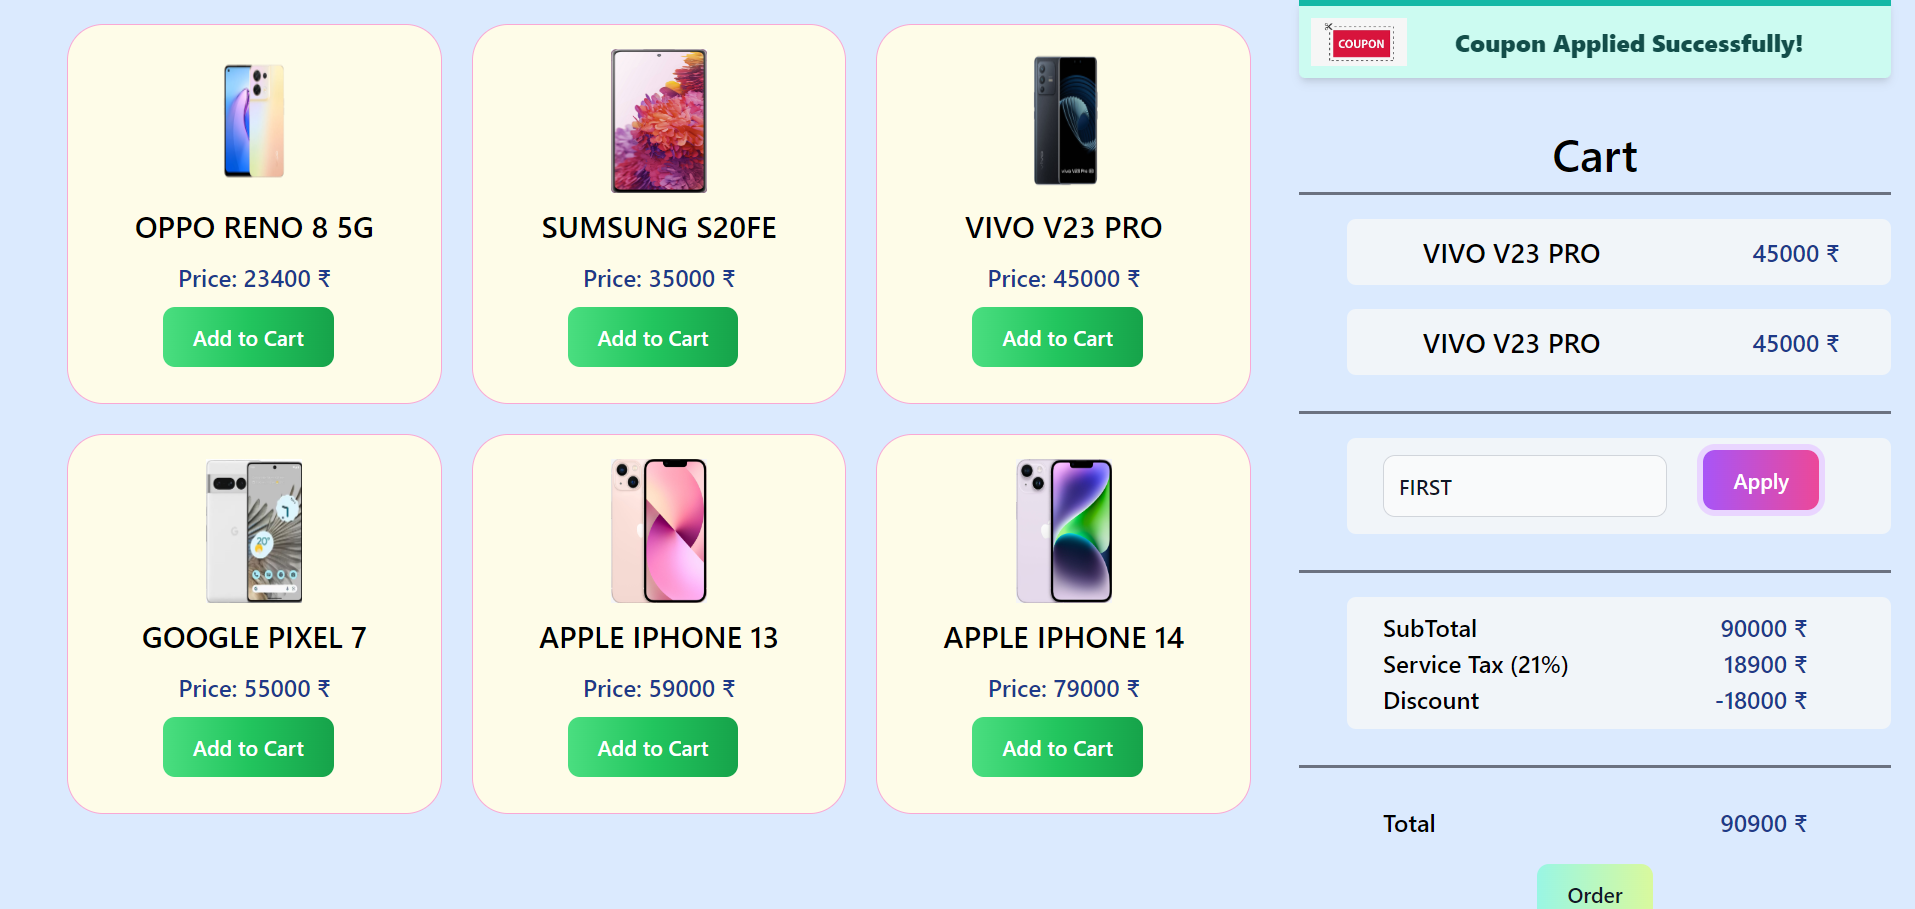 OPPO RENO 8 5G
Price: 23400 ₹
Add to Cart
SUMSUNG S20FE
Price: 35000 ₹
Add to Cart
VIVO V23 PRO
Price: 45000 ₹
Add to Cart
GOOGLE PIXEL 7
Price: 55000 ₹
Add to Cart
APPLE IPHONE 13
Price: 59000 ₹
Add to Cart
APPLE IPHONE 14
Price: 79000 ₹
Add to Cart
COUPON
Coupon Applied Successfully!
Cart
VIVO V23 PRO 45000 ₹
VIVO V23 PRO 45000 ₹
FIRST Apply
SubTotal 90000 ₹
Service Tax (21%) 18900 ₹
Discount -18000 ₹
Total 90900 ₹
Order